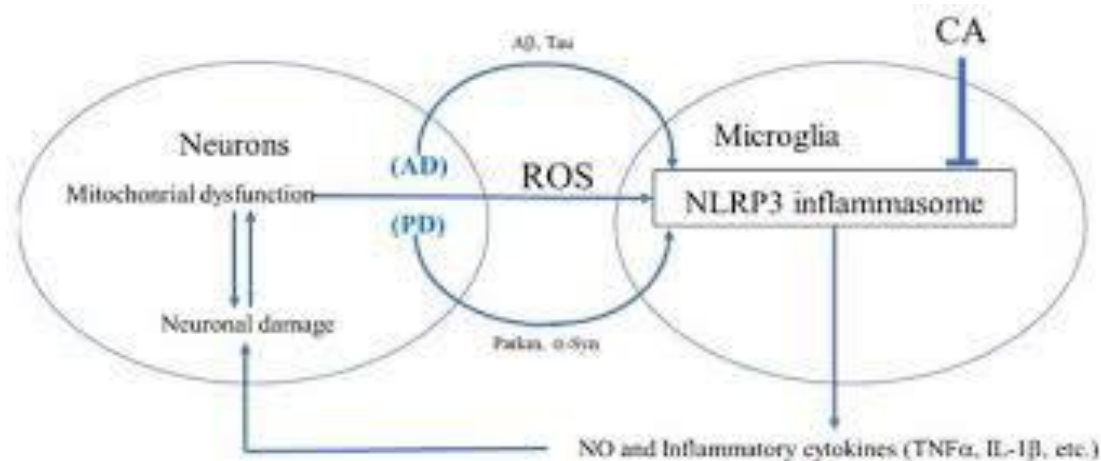 Aβ, Tau
CA
Neurons
Microglia
(AD)
ROS
Mitochonrial dysfunction
NLRP3 inflammasome
(PD)
Neuronal damage
α-Syn
NO and Inflammatory cytokines (TNFα, IL-1β, etc.)